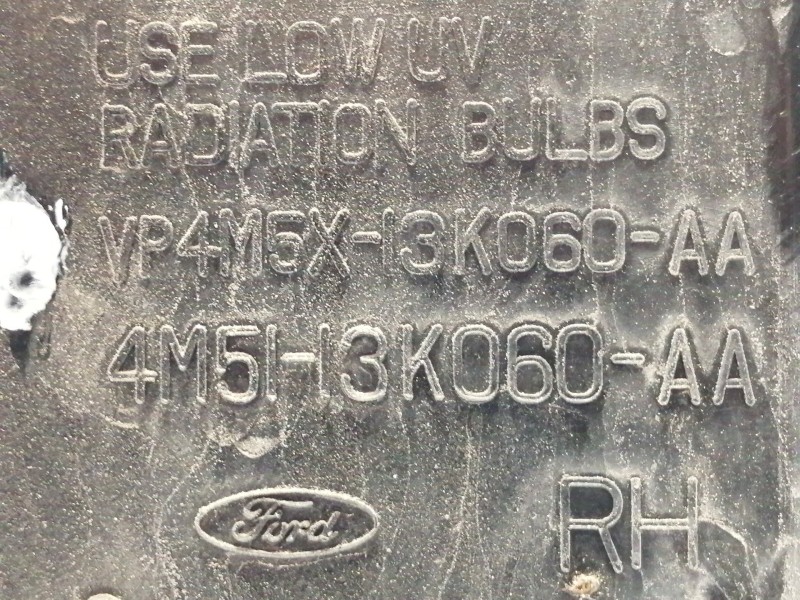 USE LOW UV
RADIATION BULBS
VP4M5X-13K060-AA
4M51-13K060-AA
Ford
RH